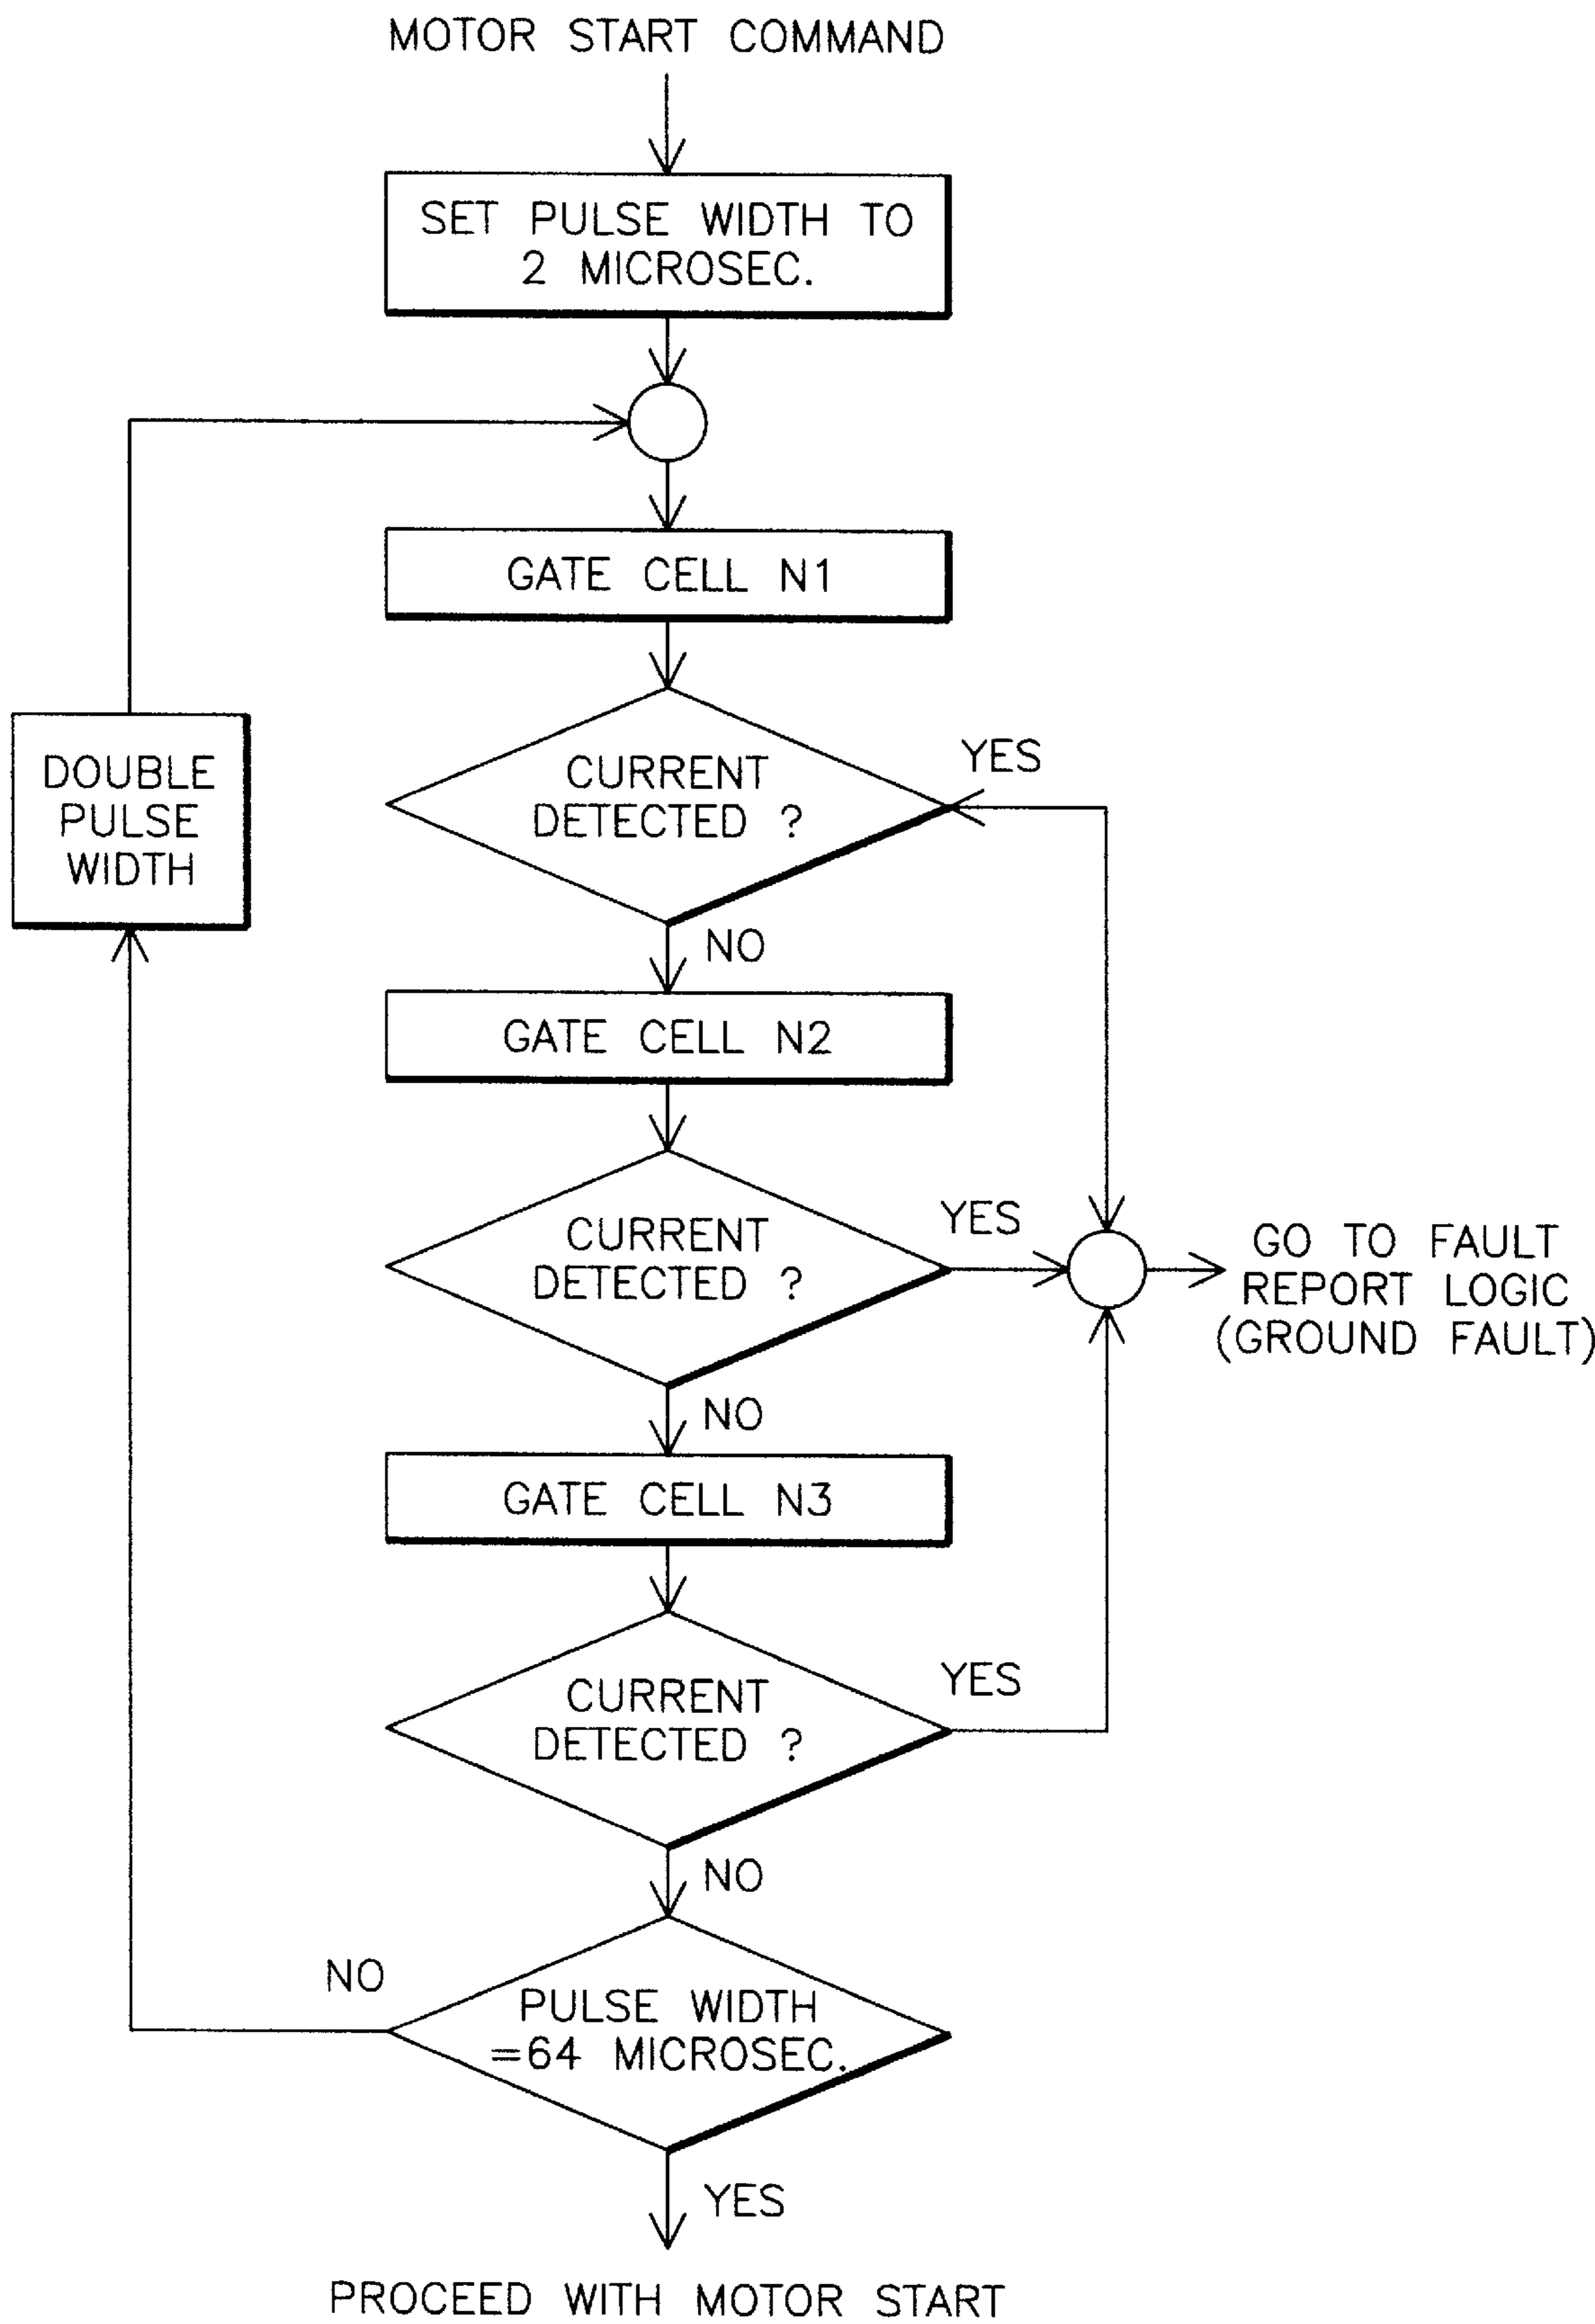 MOTOR START COMMAND
SET PULSE WIDTH TO
2 MICROSEC.
GATE CELL N1
DOUBLE
PULSE
WIDTH
CURRENT
DETECTED ?
YES
NO
GATE CELL N2
CURRENT
DETECTED ?
YES
GO TO FAULT
REPORT LOGIC
(GROUND FAULT)
NO
GATE CELL N3
CURRENT
DETECTED ?
YES
NO
NO
PULSE WIDTH
=64 MICROSEC.
YES
PROCEED WITH MOTOR START